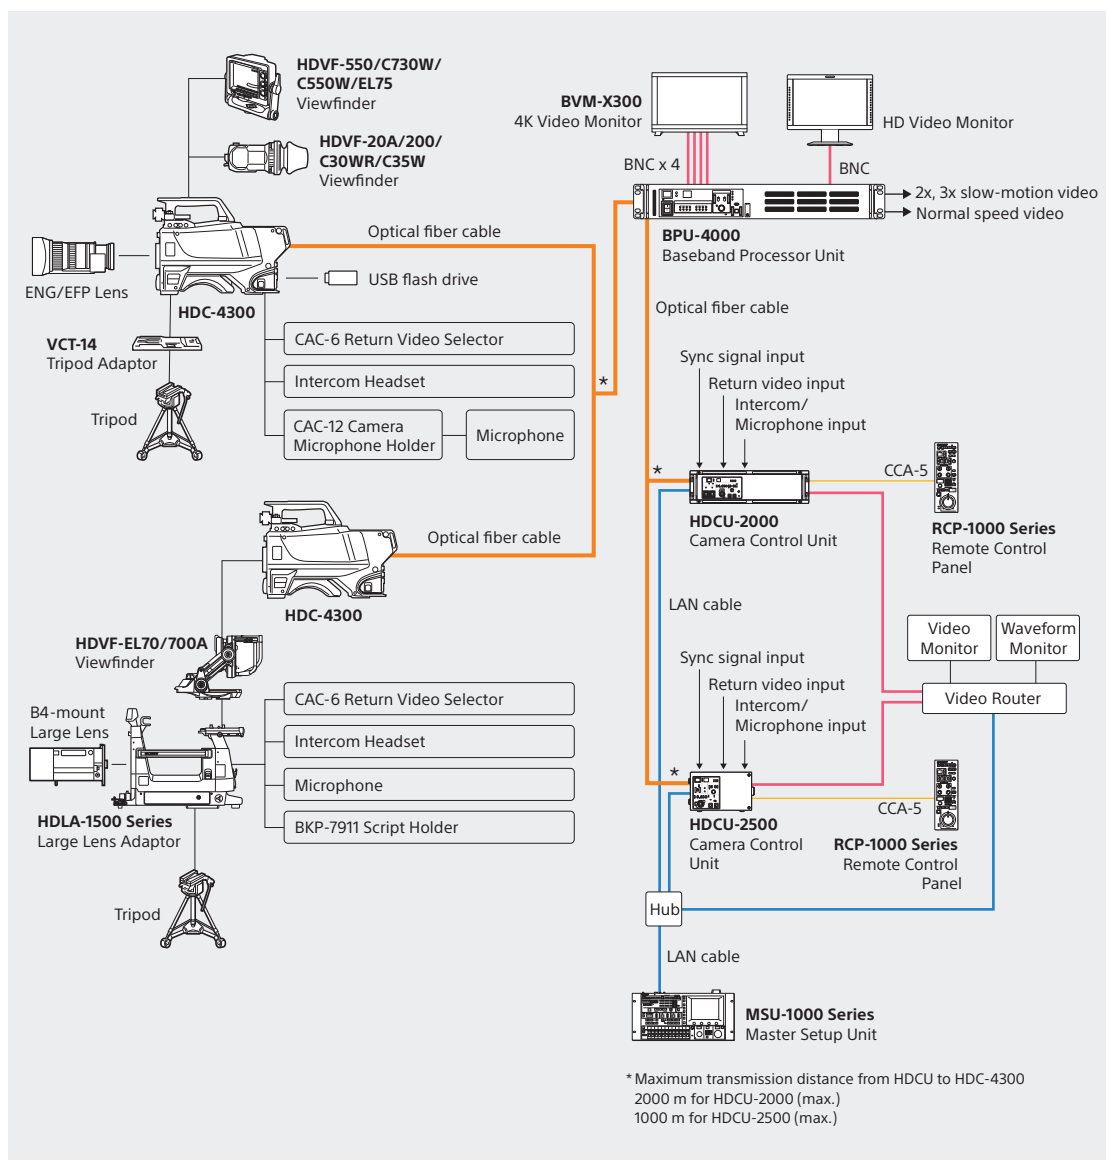 HDVF-550/C730W/
C550W/EL75
Viewfinder
HDVF-20A/200/
C30WR/C35W
Viewfinder
Optical fiber cable
USB flash drive
ENG/EFP Lens
HDC-4300
VCT-14
Tripod Adaptor
Tripod
CAC-6 Return Video Selector
Intercom Headset
CAC-12 Camera
Microphone Holder
Microphone
*
Optical fiber cable
HDC-4300
HDVF-EL70/700A
Viewfinder
B4-mount
Large Lens
HDLA-1500 Series
Large Lens Adaptor
Tripod
CAC-6 Return Video Selector
Intercom Headset
Microphone
BKP-7911 Script Holder
BVM-X300
4K Video Monitor
HD Video Monitor
BNC x 4
BNC
2x, 3x slow-motion video
Normal speed video
BPU-4000
Baseband Processor Unit
Optical fiber cable
Sync signal input
Return video input
Intercom/
Microphone input
*
CCA-5
HDCU-2000
Camera Control Unit
RCP-1000 Series
Remote Control
Panel
LAN cable
Video
Monitor
Waveform
Monitor
Video Router
Sync signal input
Return video input
Intercom/
Microphone input
*
CCA-5
HDCU-2500
Camera Control
Unit
RCP-1000 Series
Remote Control
Panel
Hub
LAN cable
MSU-1000 Series
Master Setup Unit
* Maximum transmission distance from HDCU to HDC-4300
2000 m for HDCU-2000 (max.)
1000 m for HDCU-2500 (max.)